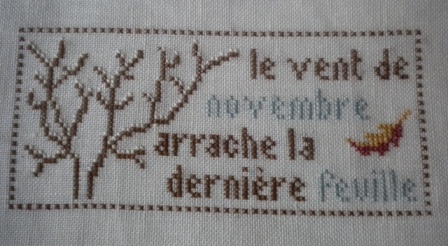 le vent de
novembre
arrache la
dernière feuille